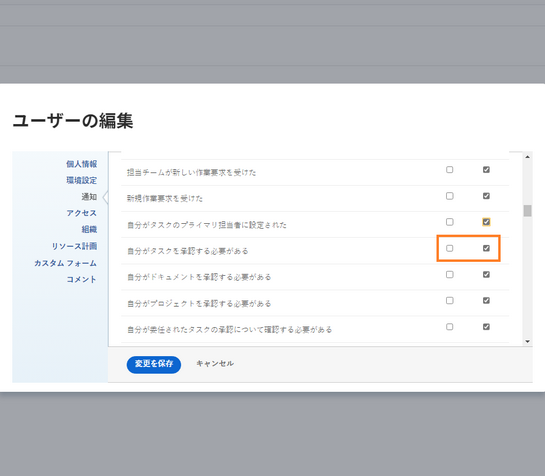 ユーザーの編集
個人情報
環境設定
通知
アクセス
組織
リソース計画
カスタム フォーム
コメント
担当チームが新しい作業要求を受けた
新規作業要求を受けた
自分がタスクのプライマリ担当者に設定された
自分がタスクを承認する必要がある
自分がドキュメントを承認する必要がある
自分がプロジェクトを承認する必要がある
自分が委任されたタスクの承認について確認する必要がある
変更を保存
キャンセル